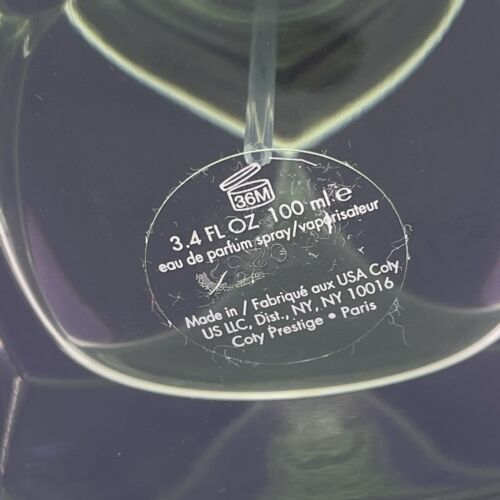 36M
3.4 FL OZ 100 ml e
eau de parfum spray/vaporisateur
Made in / Fabriqué aux USA Coty
US LLC, Dist., NY, NY 10016
Coty Prestige • Paris